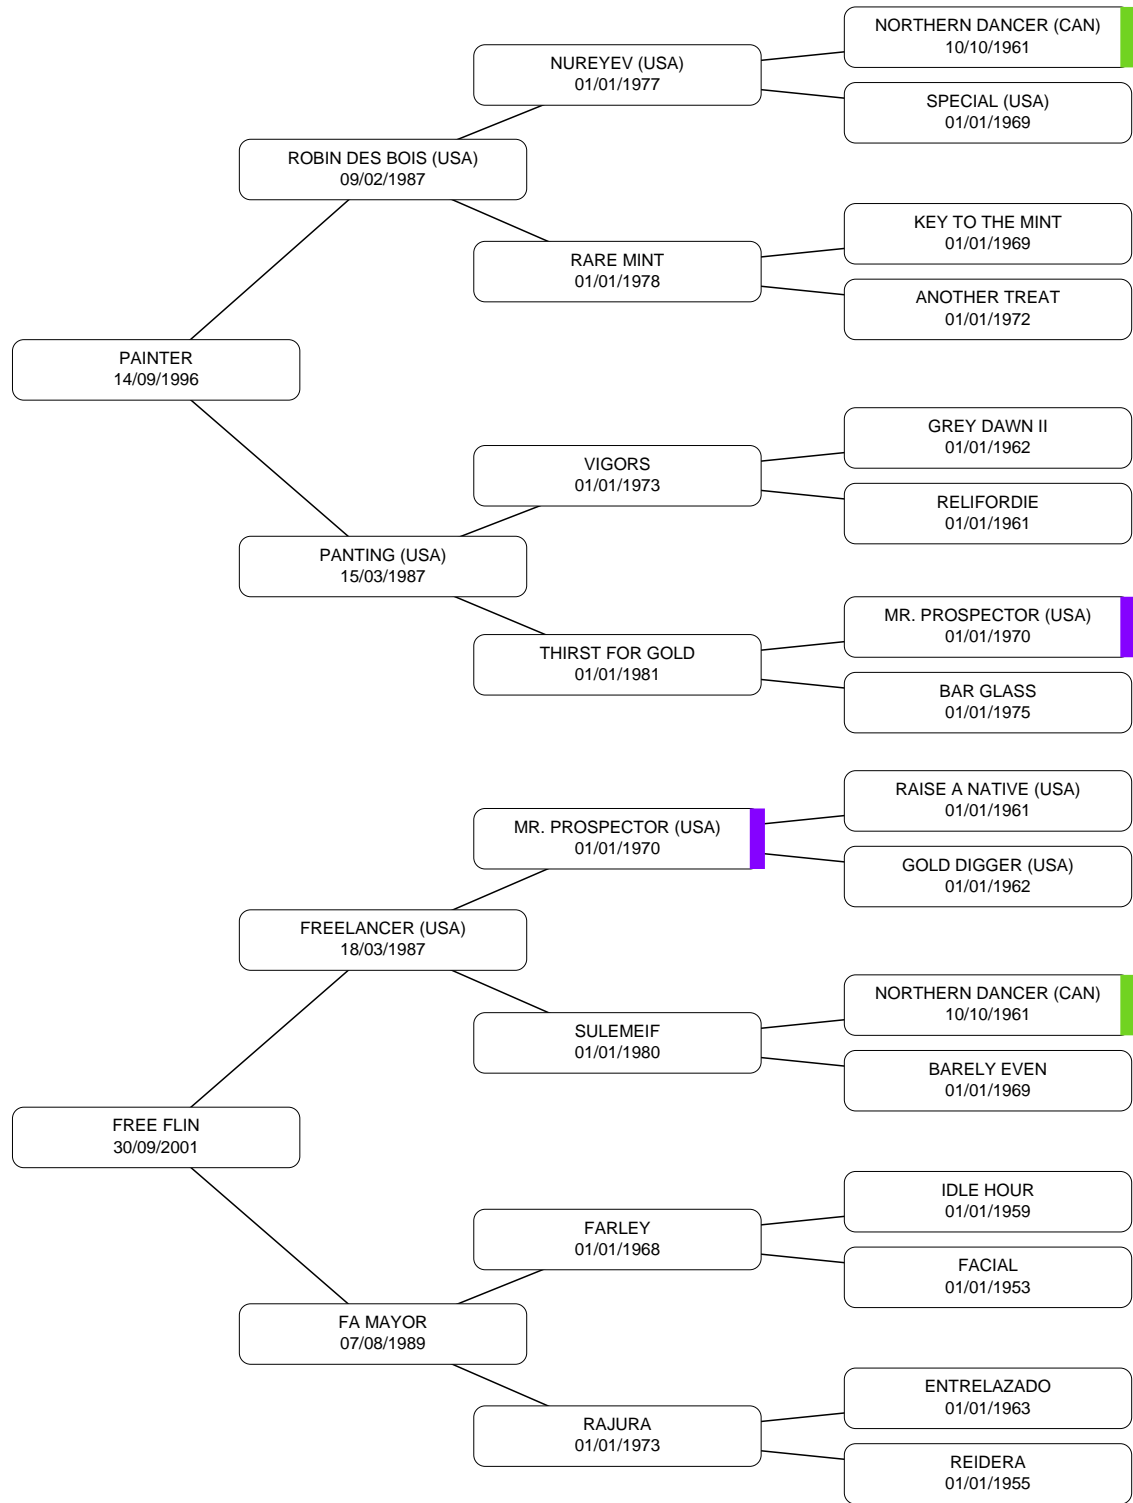 NORTHERN DANCER (CAN)
10/10/1961
NUREYEV (USA)
01/01/1977
SPECIAL (USA)
01/01/1969
ROBIN DES BOIS (USA)
09/02/1987
KEY TO THE MINT
01/01/1969
RARE MINT
01/01/1978
ANOTHER TREAT
01/01/1972
PAINTER
14/09/1996
GREY DAWN II
01/01/1962
VIGORS
01/01/1973
RELIFORDIE
01/01/1961
PANTING (USA)
15/03/1987
MR. PROSPECTOR (USA)
01/01/1970
THIRST FOR GOLD
01/01/1981
BAR GLASS
01/01/1975
RAISE A NATIVE (USA)
01/01/1961
MR. PROSPECTOR (USA)
01/01/1970
GOLD DIGGER (USA)
01/01/1962
FREELANCER (USA)
18/03/1987
NORTHERN DANCER (CAN)
10/10/1961
SULEMEIF
01/01/1980
BARELY EVEN
01/01/1969
FREE FLIN
30/09/2001
IDLE HOUR
01/01/1959
FARLEY
01/01/1968
FACIAL
01/01/1953
FA MAYOR
07/08/1989
ENTRELAZADO
01/01/1963
RAJURA
01/01/1973
REIDERA
01/01/1955